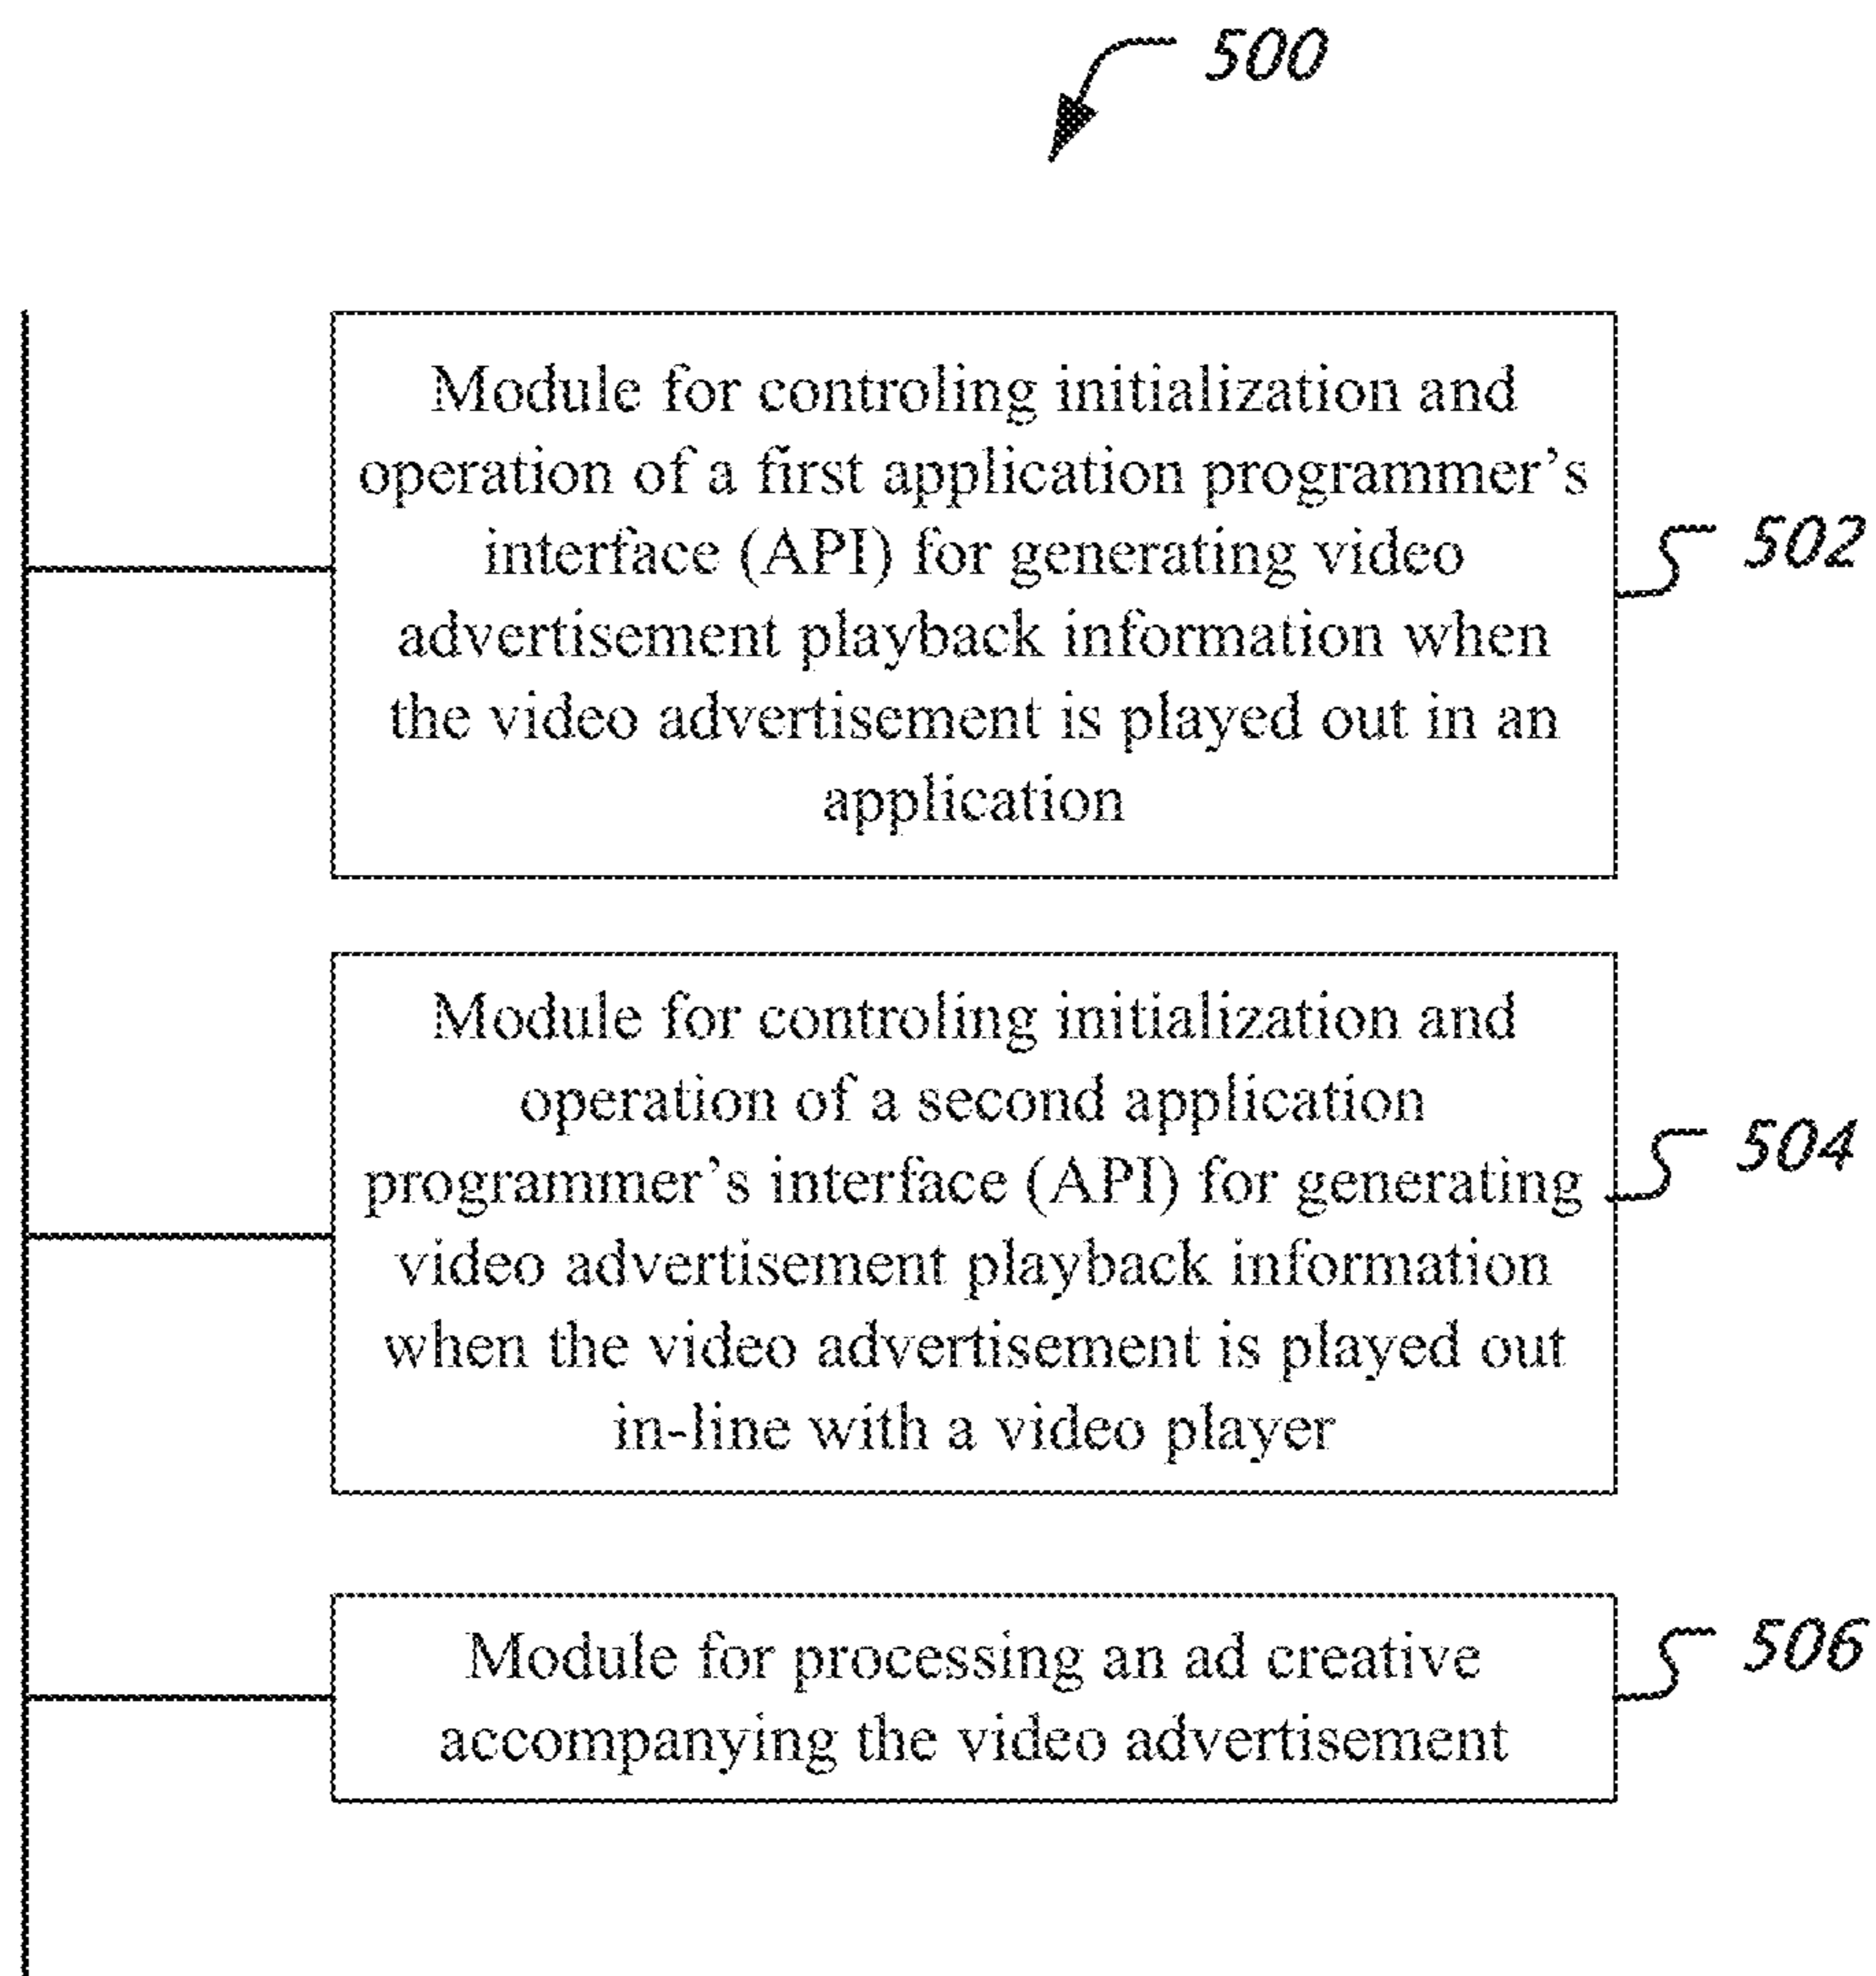 500
Module for controling initialization and
operation of a first application programmer's
interface (API) for generating video
advertisement playback information when
the video advertisement is played out in an
application
502
Module for controling initialization and
operation of a second application
programmer's interface (API) for generating
video advertisement playback information
when the video advertisement is played out
in-line with a video player
504
Module for processing an ad creative
accompanying the video advertisement
506